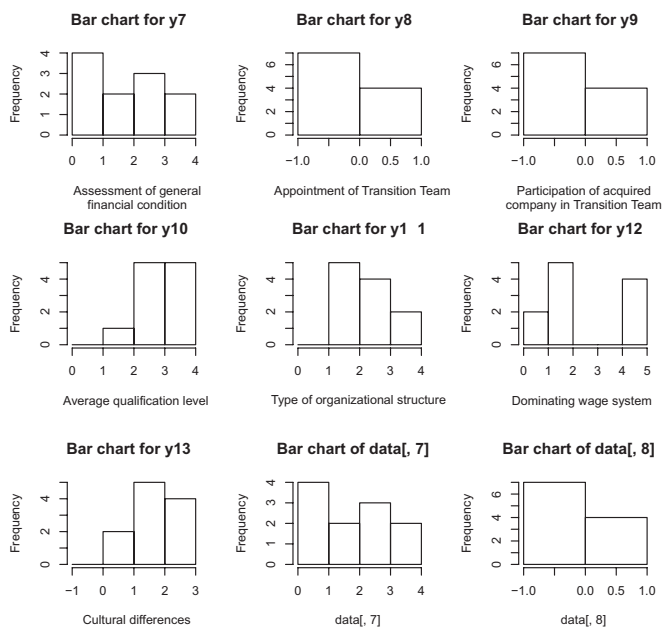 Bar chart for y7
Bar chart for y8
Bar chart for y9
Frequency
0 1 2 3 4
0 1 2 3 4
Assessment of general
financial condition
Frequency
0 2 4 6
−1.0 0.0 0.5 1.0
Appointment of Transition Team
Frequency
0 2 4 6
−1.0 0.0 0.5 1.0
Participation of acquired
company in Transition Team
Bar chart for y10
Bar chart for y1 1
Bar chart for y12
Frequency
0 2 4
0 1 2 3 4
Average qualification level
Frequency
0 2 4
0 1 2 3 4
Type of organizational structure
Frequency
0 2 4
0 1 2 3 4 5
Dominating wage system
Bar chart for y13
Bar chart of data[, 7]
Bar chart of data[, 8]
Frequency
0 2 4
−1 0 1 2 3
Cultural differences
Frequency
0 1 2 3 4
0 1 2 3 4
data[, 7]
Frequency
0 2 4 6
−1.0 0.0 0.5 1.0
data[, 8]